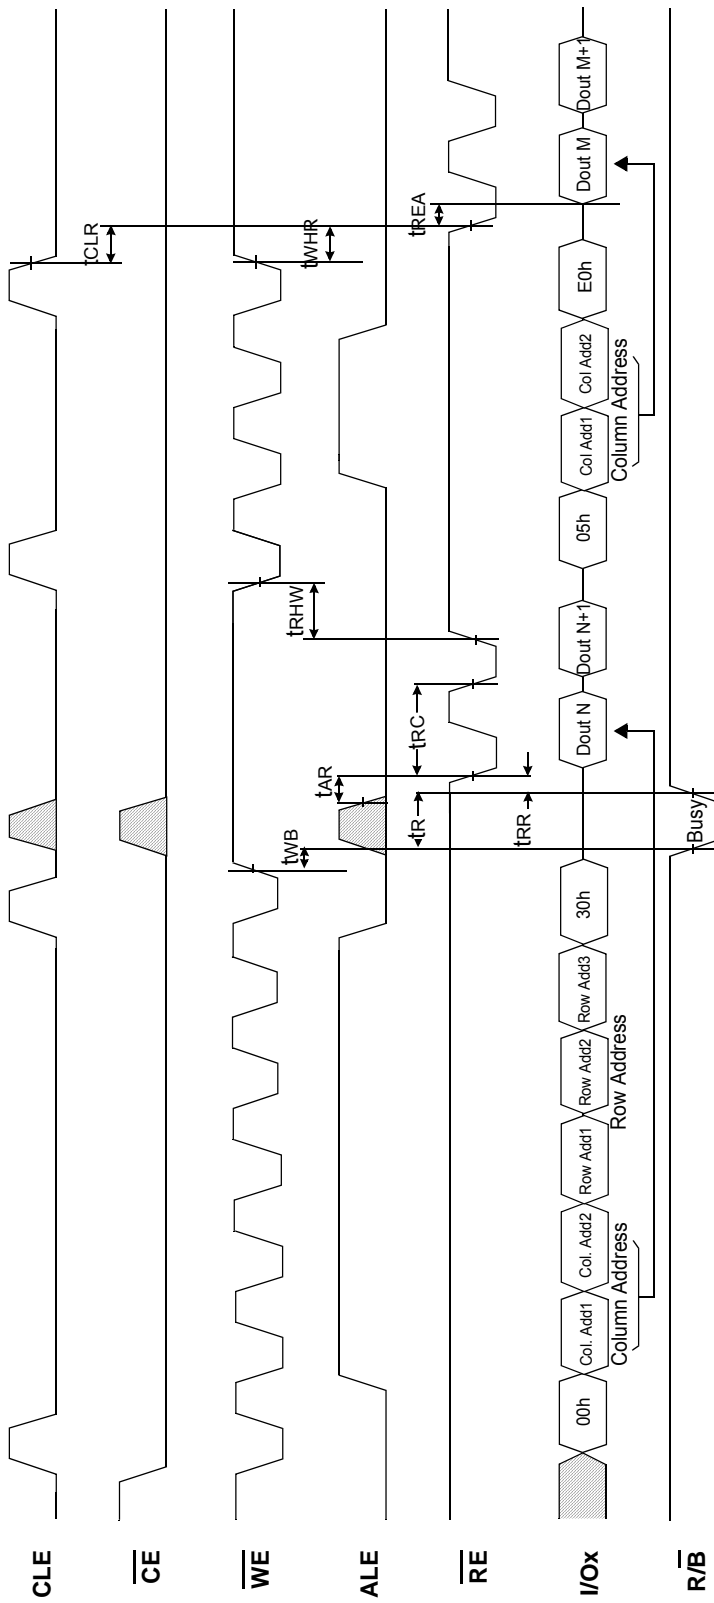 CLE
tCLR
CE
WE
tWB
tRHW
tWHR
ALE
tAR
RE
tR
tRC
tREA
tRR
I/Ox
00h
Col. Add1
Col. Add2
Row Add1
Row Add2
Row Add3
30h
Dout N
Dout N+1
05h
Col Add1
Col Add2
E0h
Dout M
Dout M+1
Column Address
Row Address
Column Address
R/B
Busy